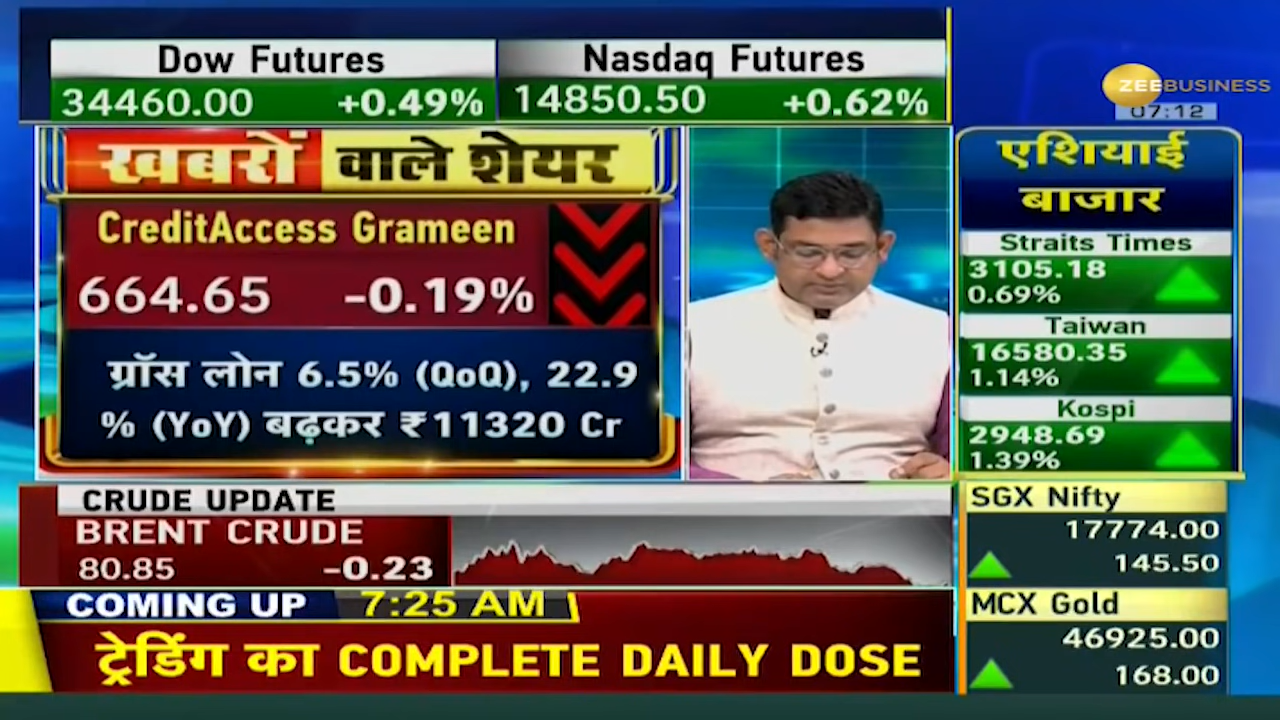 Dow Futures
34460.00 +0.49%
Nasdaq Futures
14850.50 +0.62%
ZEEBUSINESS
07:12
खबरों वाले शेयर
CreditAccess Grameen
664.65 -0.19%
ग्रॉस लोन 6.5% (QoQ), 22.9
% (YoY) बढ़कर ₹11320 Cr
एशियाई
बाजार
Straits Times
3105.18
0.69%
Taiwan
16580.35
1.14%
Kospi
2948.69
1.39%
CRUDE UPDATE
BRENT CRUDE
80.85 -0.23
SGX Nifty
17774.00
145.50
MCX Gold
46925.00
168.00
COMING UP 7:25 AM
ट्रेडिंग का COMPLETE DAILY DOSE